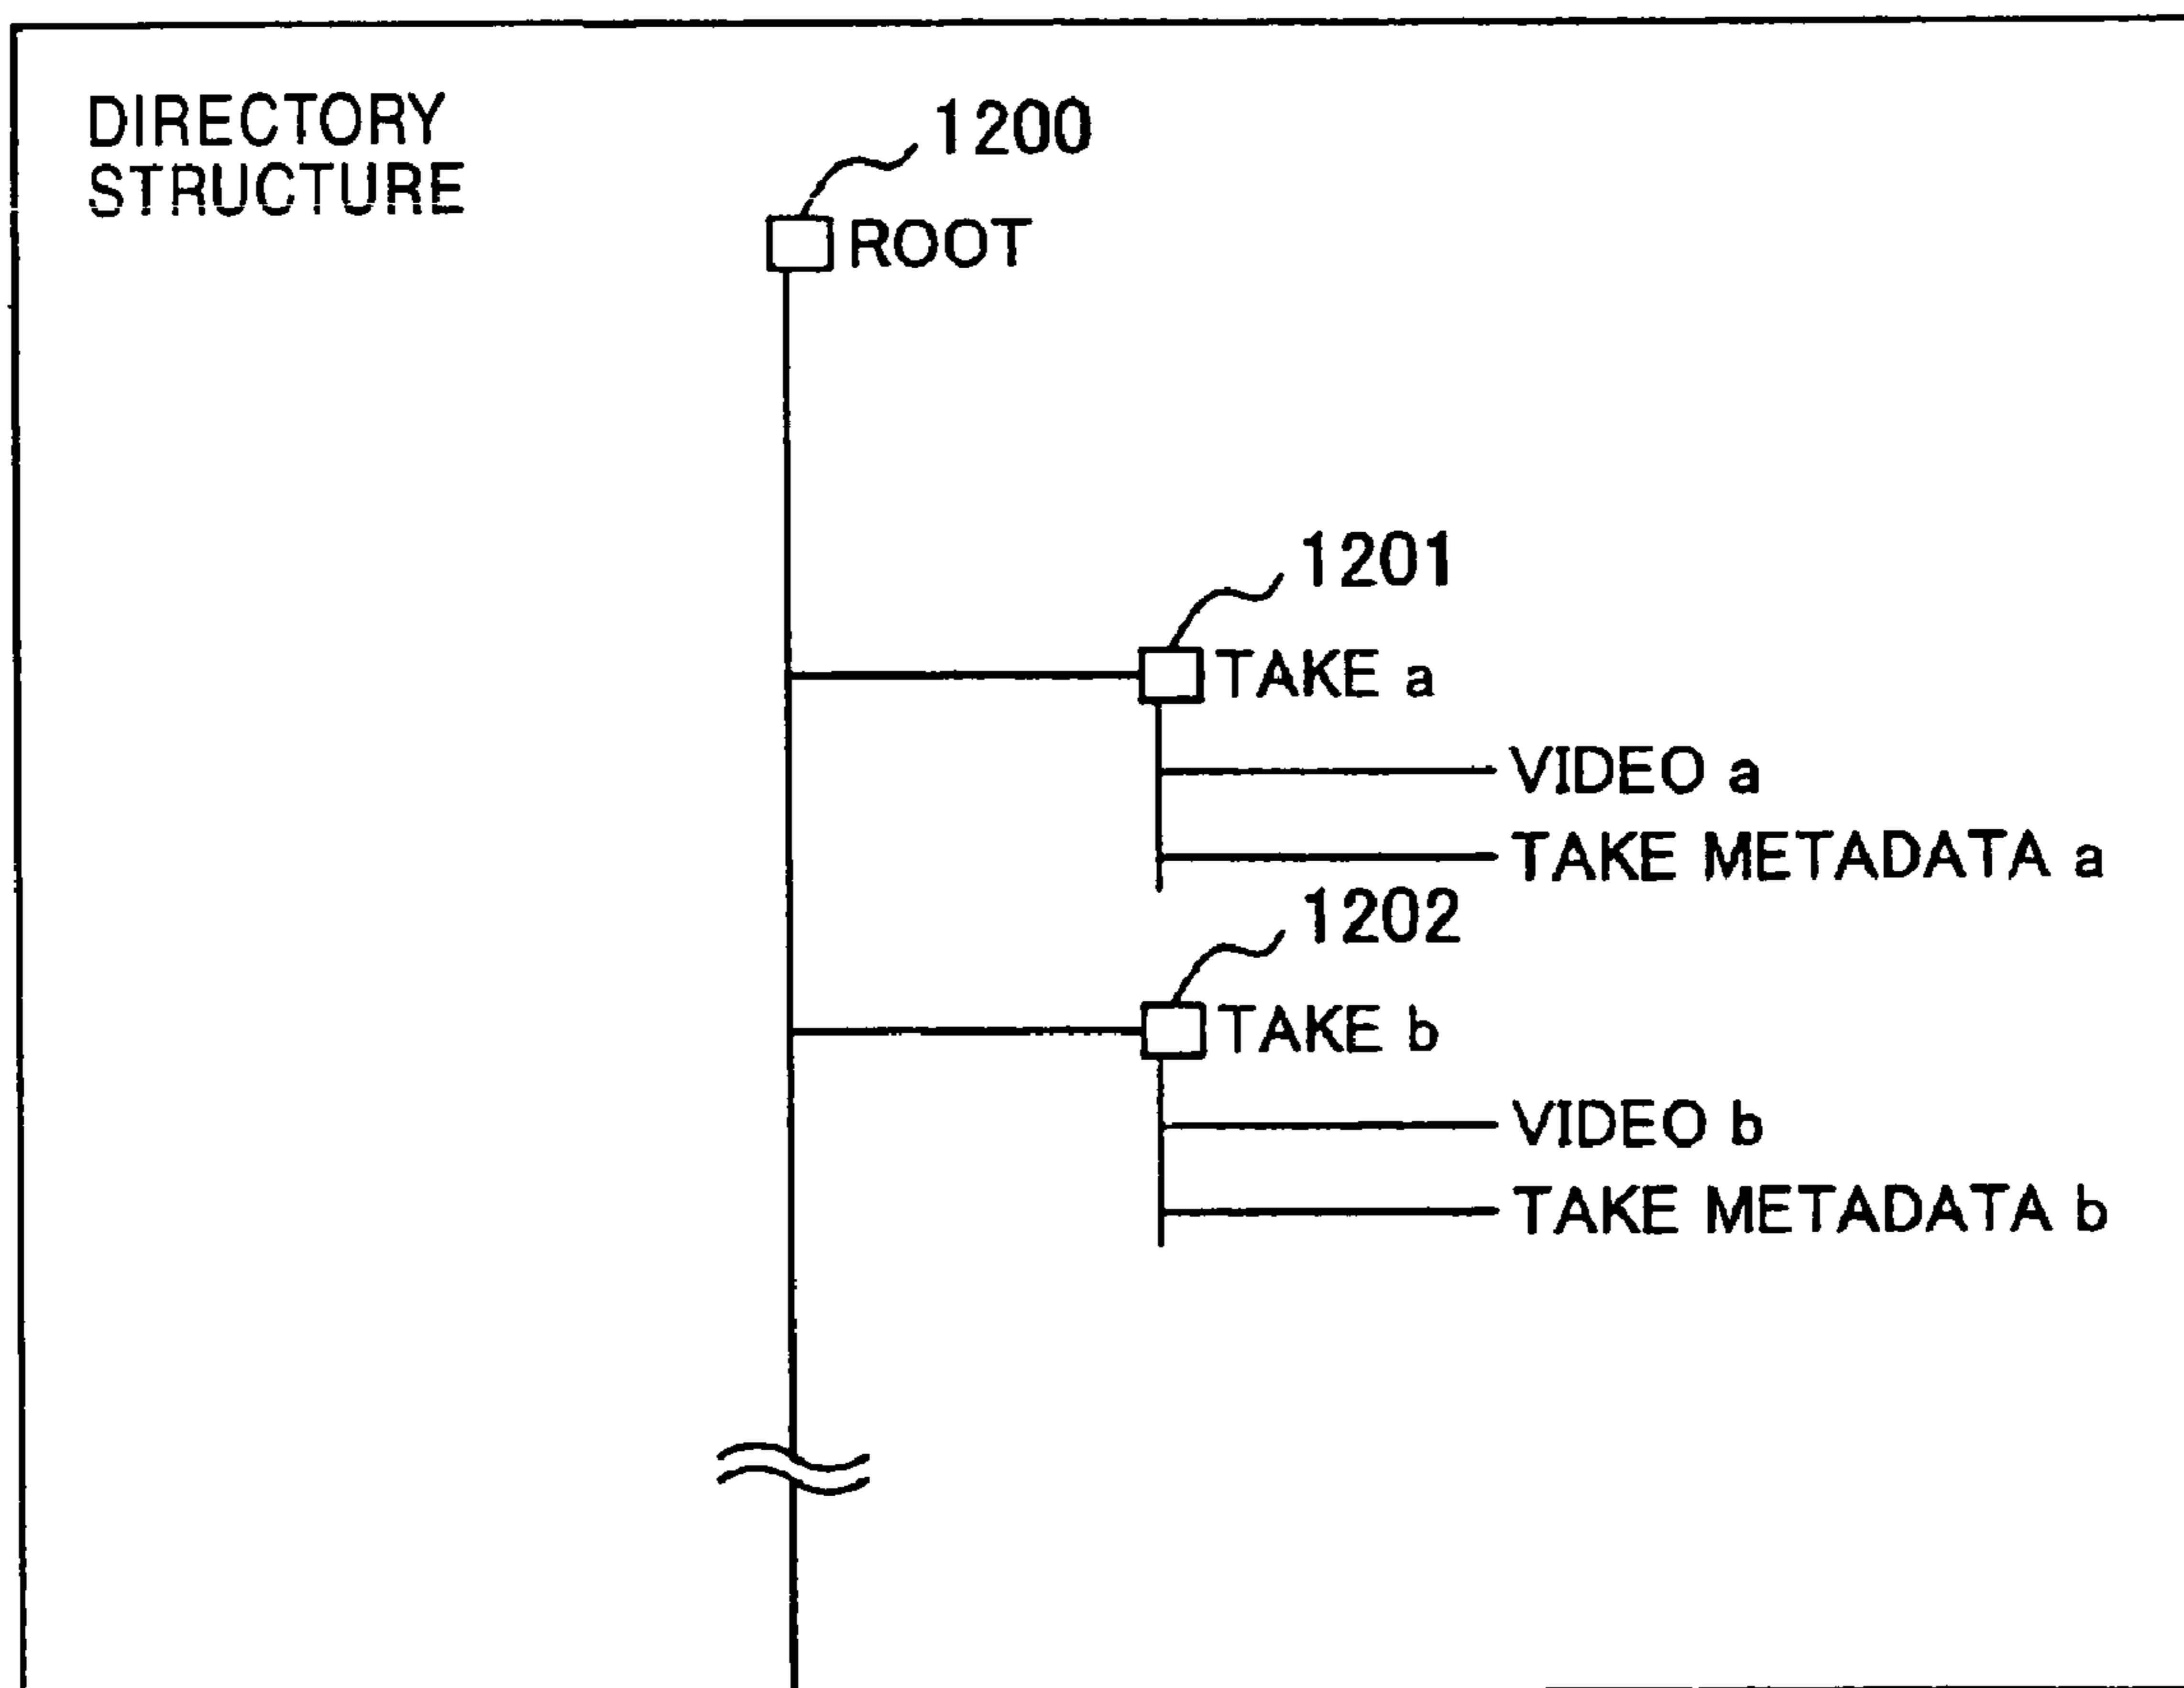 DIRECTORY
STRUCTURE
1200
ROOT
1201
TAKE a
VIDEO a
TAKE METADATA a
1202
TAKE b
VIDEO b
TAKE METADATA b